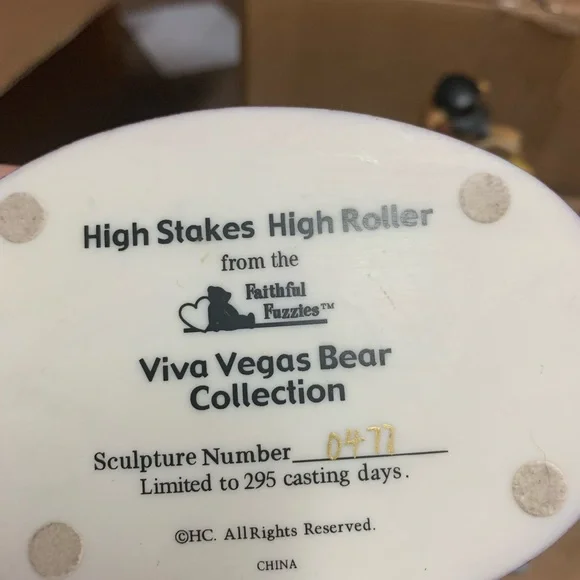 High Stakes High Roller
from the
Faithful
Fuzzies™
Viva Vegas Bear
Collection
Sculpture Number 0477
Limited to 295 casting days.
©HC. All Rights Reserved.
CHINA